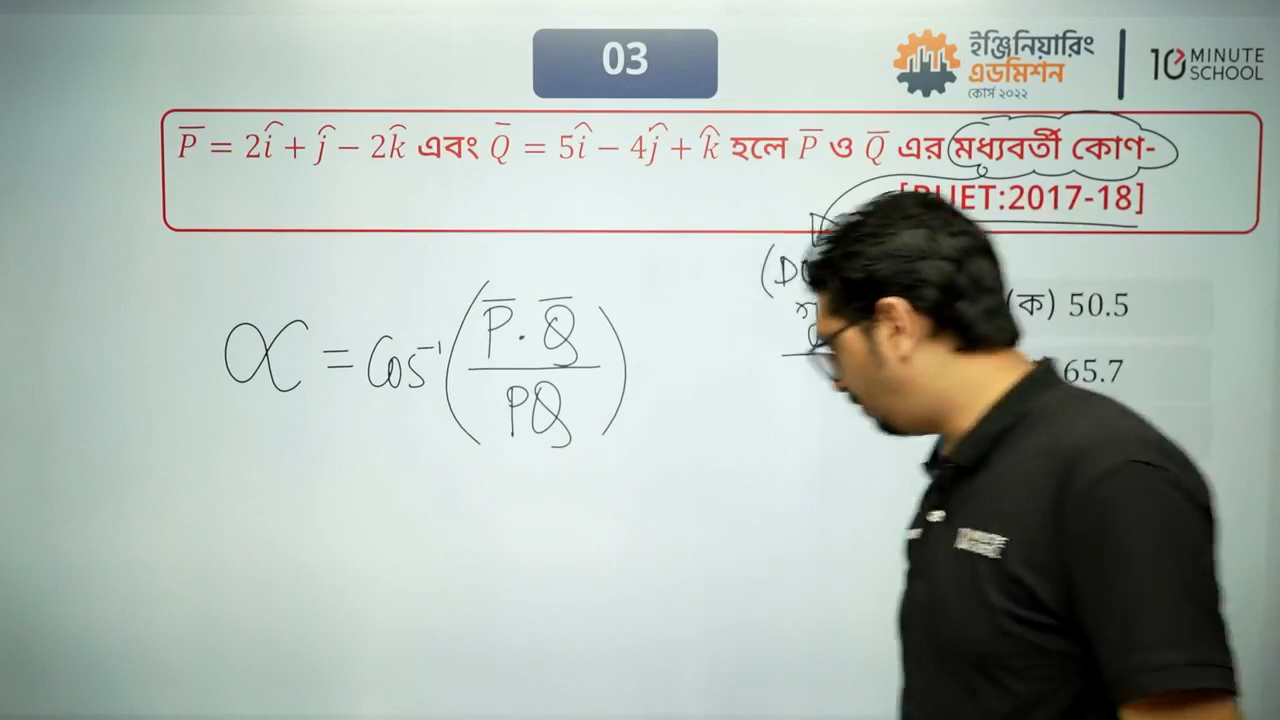 03
ইঞ্জিনিয়ারিং
এডমিশন
কোর্স ২০২২
10 MINUTE
SCHOOL
P̅ = 2î + ĵ − 2k̂ এবং Q̅ = 5î − 4ĵ + k̂ হলে P̅ ও Q̅ এর মধ্যবর্তী কোণ-
:2017-18]
(ক) 50.5
65.7
α = Cos⁻¹ (P̅ . Q̅ / PQ)